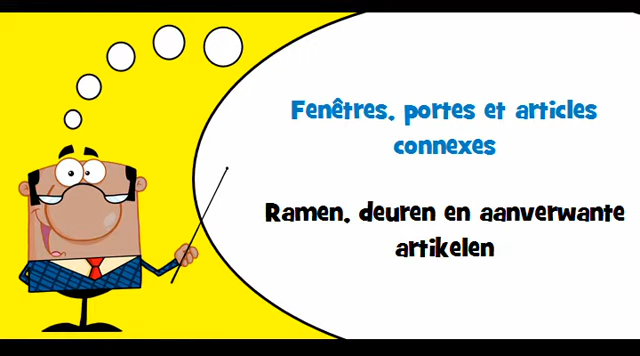 Fenêtres, portes et articles
connexes
Ramen, deuren en aanverwante
artikelen